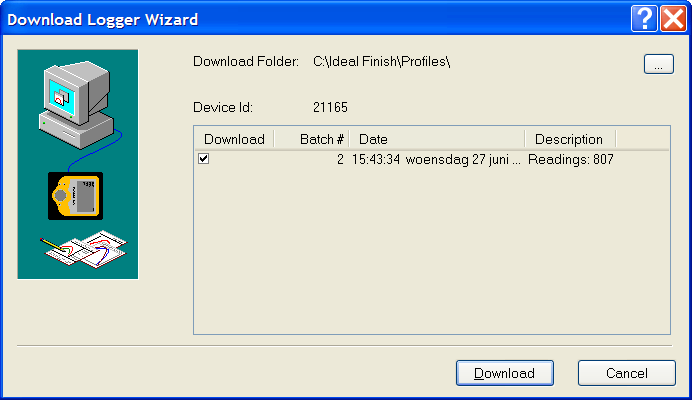 Download Logger Wizard
Download Folder: C:\Ideal Finish\Profiles\
...
Device Id: 21165
Download Batch # Date Description
2 15:43:34 woensdag 27 juni ... Readings: 807
Download Cancel